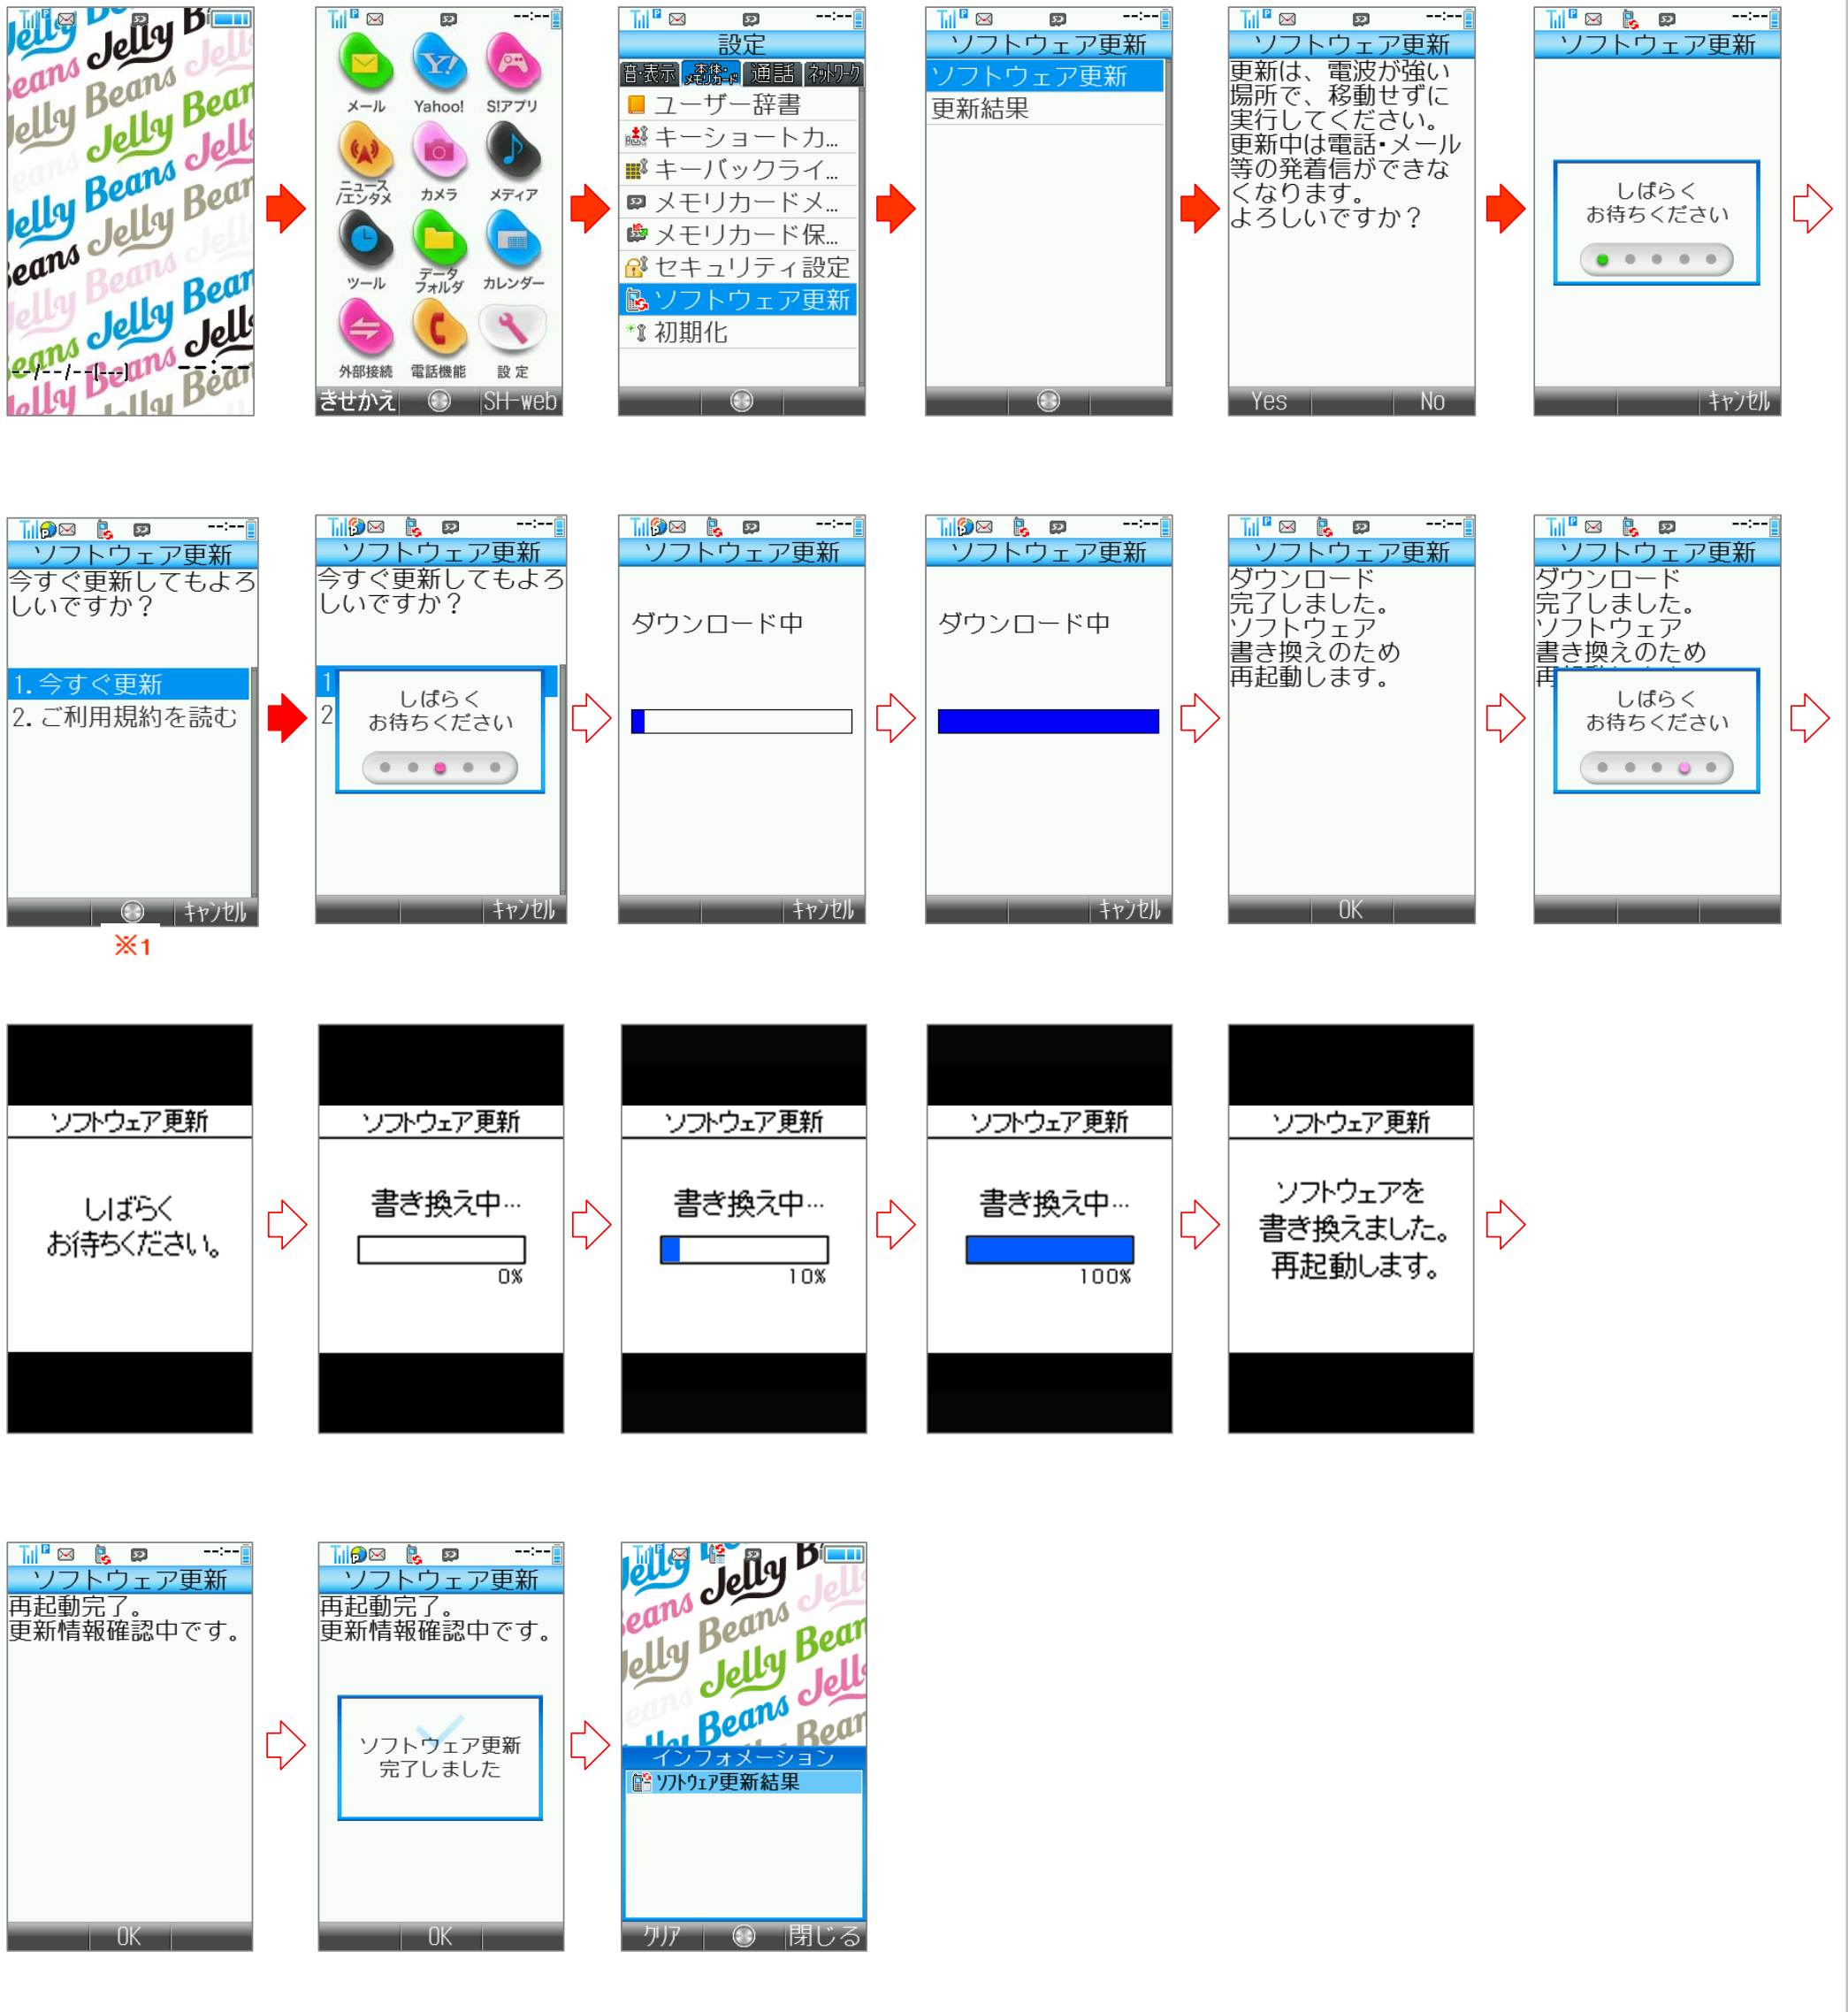 Jelly Beans
メール
Yahoo!
S!アプリ
ニュース
/エンタメ
カメラ
メディア
ツール
データ
フォルダ
カレンダー
外部接続
電話機能
設定
きせかえ
SH-web
設定
音・表示
本体・
メモリカード
通話
ネットワーク
ユーザー辞書
キーショートカ…
キーバックライ…
メモリカードメ…
メモリカード保…
セキュリティ設定
ソフトウェア更新
初期化
ソフトウェア更新
ソフトウェア更新
更新結果
ソフトウェア更新
更新は、電波が強い
場所で、移動せずに
実行してください。
更新中は電話・メール
等の発着信ができな
くなります。
よろしいですか？
Yes
No
ソフトウェア更新
しばらく
お待ちください
キャンセル
ソフトウェア更新
今すぐ更新してもよろ
しいですか？
1.今すぐ更新
2.ご利用規約を読む
キャンセル
※1
ソフトウェア更新
今すぐ更新してもよろ
しいですか？
1
2
しばらく
お待ちください
キャンセル
ソフトウェア更新
ダウンロード中
キャンセル
ソフトウェア更新
ダウンロード中
キャンセル
ソフトウェア更新
ダウンロード
完了しました。
ソフトウェア
書き換えのため
再起動します。
OK
ソフトウェア更新
ダウンロード
完了しました。
ソフトウェア
書き換えのため
しばらく
お待ちください
ソフトウェア更新
しばらく
お待ちください。
ソフトウェア更新
書き換え中…
0%
ソフトウェア更新
書き換え中…
10%
ソフトウェア更新
書き換え中…
100%
ソフトウェア更新
ソフトウェアを
書き換えました。
再起動します。
ソフトウェア更新
再起動完了。
更新情報確認中です。
OK
ソフトウェア更新
再起動完了。
更新情報確認中です。
ソフトウェア更新
完了しました
OK
Jelly Beans
インフォメーション
ソフトウェア更新結果
クリア
閉じる